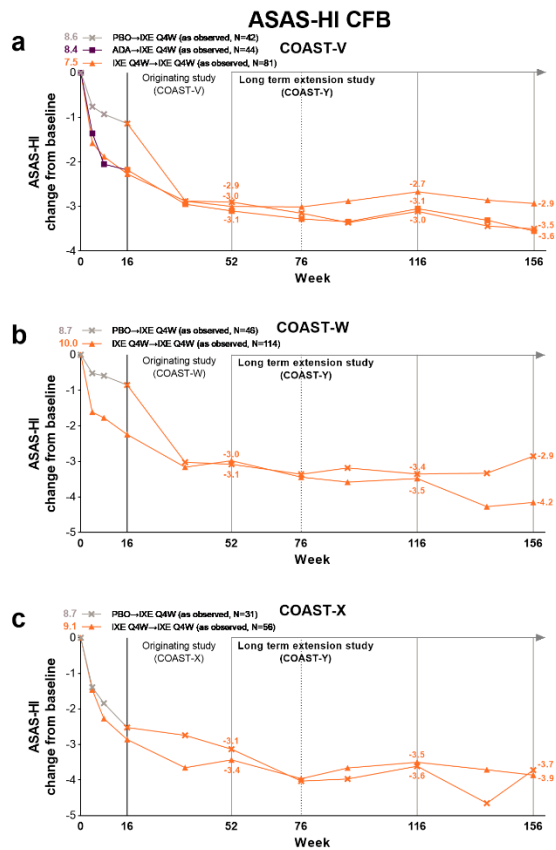 ASAS-HI CFB
a
COAST-V
8.6 PBO→IXE Q4W (as observed, N=42)
8.4 ADA→IXE Q4W (as observed, N=44)
7.5 IXE Q4W→IXE Q4W (as observed, N=81)
Originating study
(COAST-V)
Long term extension study
(COAST-Y)
ASAS-HI
change from baseline
0
-1
-2
-3
-4
-2.9
-3.0
-3.1
-2.7
-3.1
-3.0
-2.9
-3.5
-3.6
0 16 52 76 116 156
Week
b
COAST-W
8.7 PBO→IXE Q4W (as observed, N=46)
10.0 IXE Q4W→IXE Q4W (as observed, N=114)
Originating study
(COAST-W)
Long term extension study
(COAST-Y)
ASAS-HI
change from baseline
0
-1
-2
-3
-4
-5
-3.0
-3.1
-3.4
-3.5
-2.9
-4.2
0 16 52 76 116 156
Week
c
COAST-X
8.7 PBO→IXE Q4W (as observed, N=31)
9.1 IXE Q4W→IXE Q4W (as observed, N=56)
Originating study
(COAST-X)
Long term extension study
(COAST-Y)
ASAS-HI
change from baseline
0
-1
-2
-3
-4
-5
-3.1
-3.4
-3.5
-3.6
-3.7
-3.9
0 16 52 76 116 156
Week